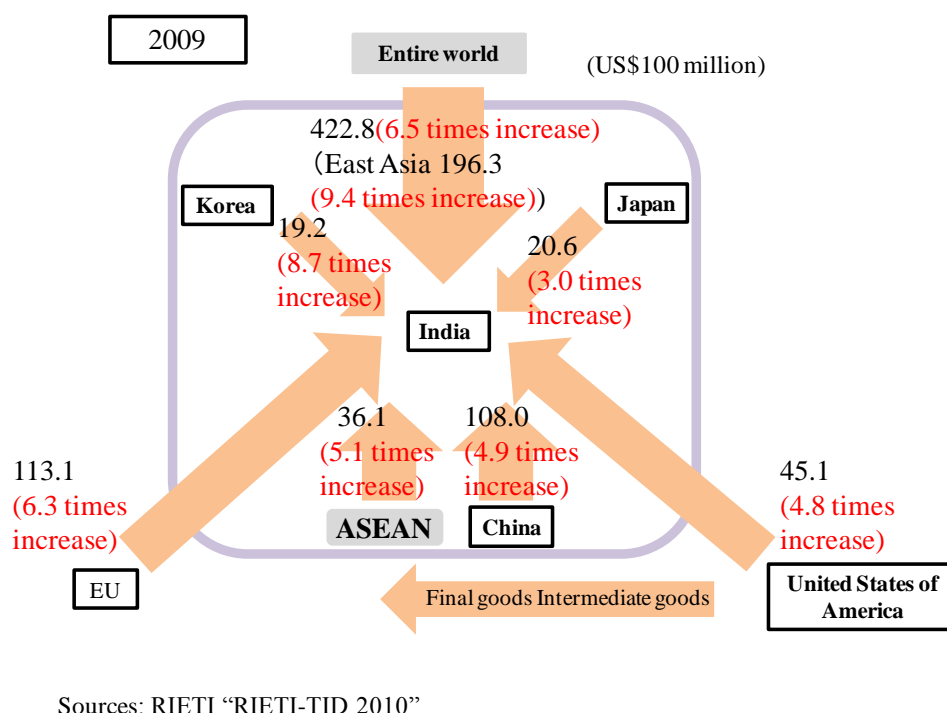 2009
Entire world
(US$100 million)
422.8(6.5 times increase)
（East Asia 196.3
(9.4 times increase))
Korea
Japan
19.2
(8.7 times
increase)
20.6
(3.0 times
increase)
India
36.1
(5.1 times
increase)
108.0
(4.9 times
increase)
113.1
(6.3 times
increase)
45.1
(4.8 times
increase)
ASEAN
China
EU
Final goods Intermediate goods
United States of
America
Sources: RIETI “RIETI-TID 2010”